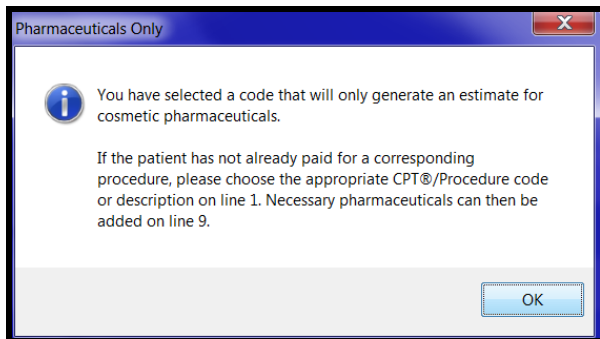 Pharmaceuticals Only
X
You have selected a code that will only generate an estimate for
cosmetic pharmaceuticals.
If the patient has not already paid for a corresponding
procedure, please choose the appropriate CPT®/Procedure code
or description on line 1. Necessary pharmaceuticals can then be
added on line 9.
OK